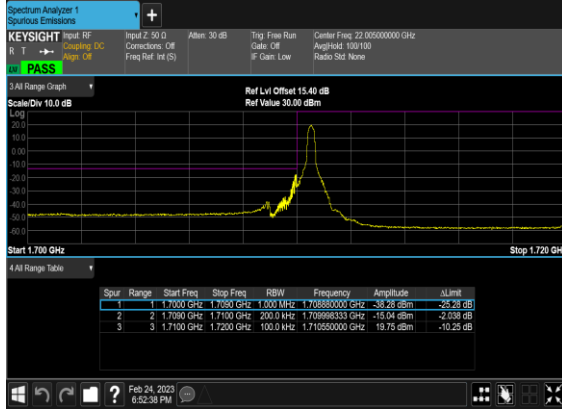 Spectrum Analyzer 1
Spurious Emissions
+
KEYSIGHT Input: RF Input Z: 50 Ω Atten: 30 dB Trig: Free Run Center Freq: 22.005000000 GHz
R T Coupling: DC Corrections: Off Gate: Off Avg|Hold: 100/100
Align: Off Freq Ref: Int (S) IF Gain: Low Radio Std: None
PASS
3 All Range Graph
Ref Lvl Offset 15.40 dB
Scale/Div 10.0 dB Ref Value 30.00 dBm
Log
20.0
10.0
0.00
-10.0
-20.0
-30.0
-40.0
-50.0
-60.0
Start 1.700 GHz Stop 1.720 GH
4 All Range Table
Spur Range Start Freq Stop Freq RBW Frequency Amplitude ΔLimit
1 1 1.7000 GHz 1.7090 GHz 1.000 MHz 1.708880000 GHz -38.28 dBm -25.28 dB
2 2 1.7090 GHz 1.7100 GHz 200.0 kHz 1.709998333 GHz -15.04 dBm -2.038 dB
3 3 1.7100 GHz 1.7200 GHz 100.0 kHz 1.710550000 GHz 19.75 dBm -10.25 dB
? Feb 24, 2023
6:52:38 PM